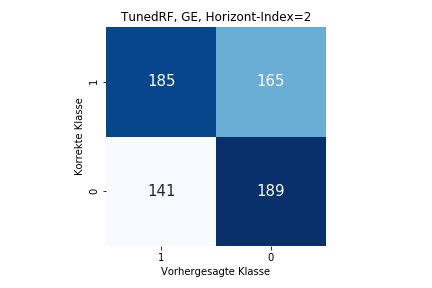 TunedRF, GE, Horizont-Index=2
Korrekte Klasse
1
185
165
0
141
189
1
0
Vorhergesagte Klasse